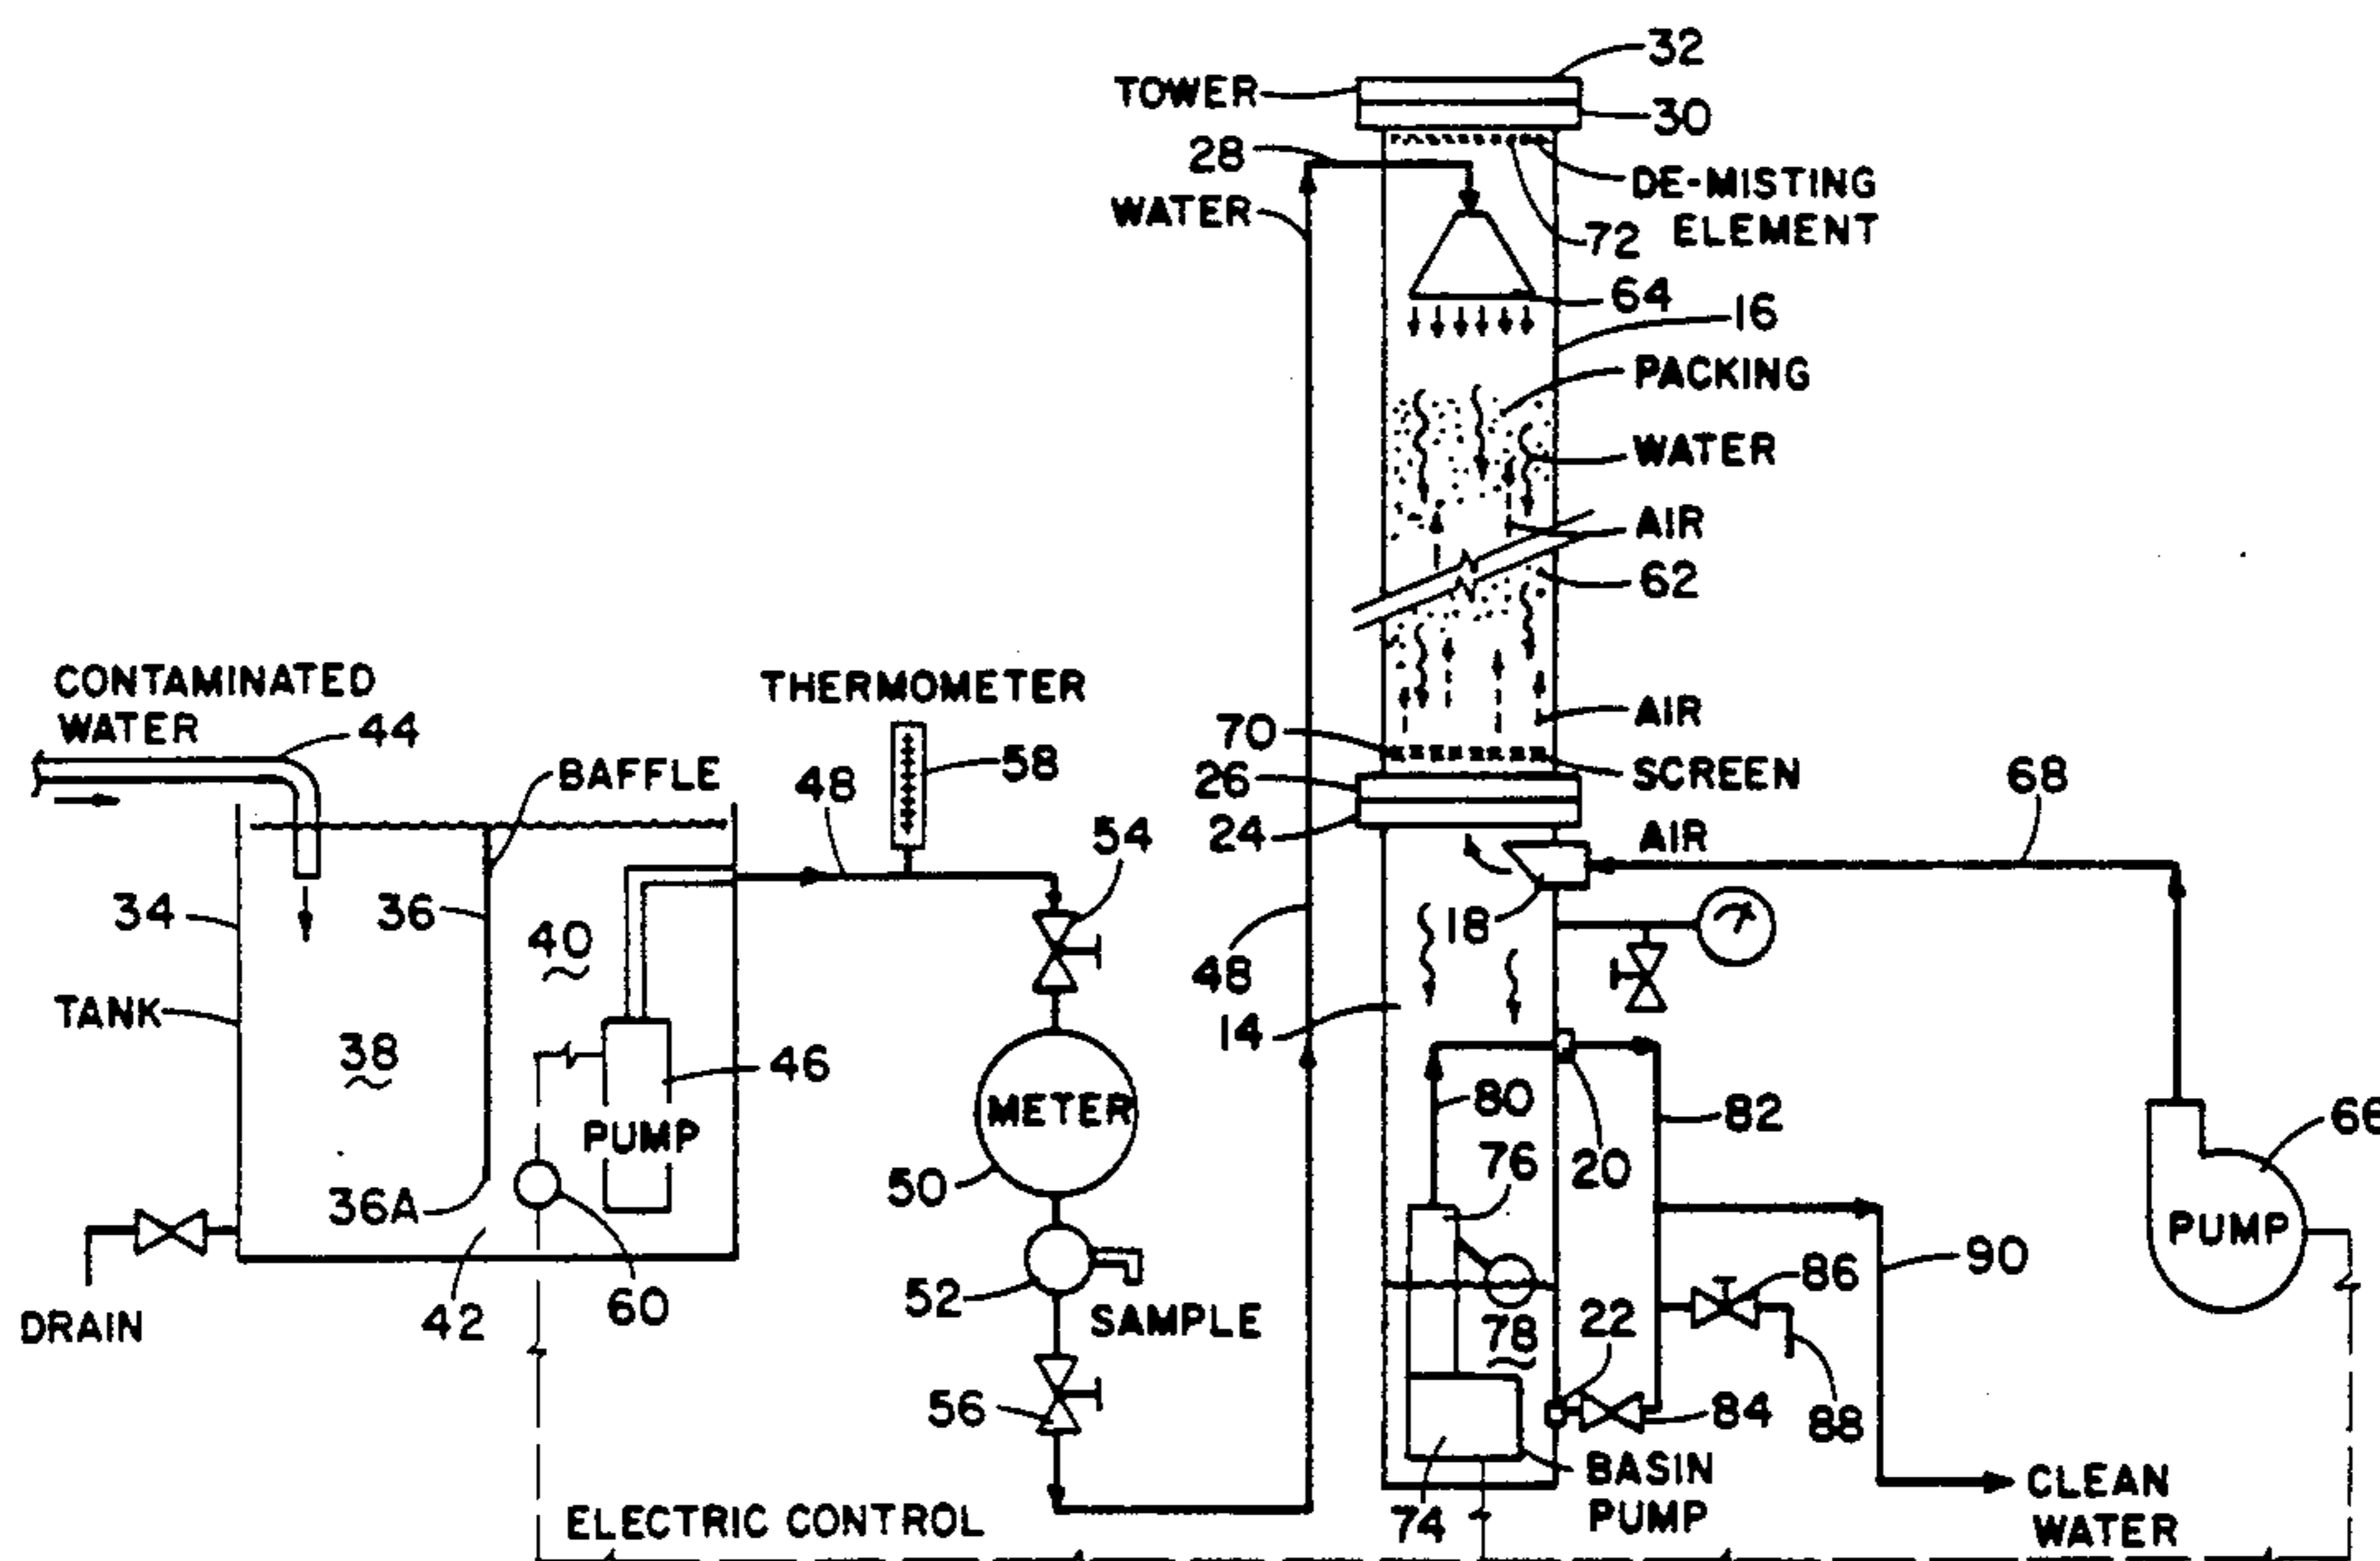 32
TOWER
30
28
DE-MISTING
ELEMENT
WATER
72
64
16
PACKING
WATER
AIR
62
CONTAMINATED
WATER
44
THERMOMETER
58
70
AIR
SCREEN
26
BAFFLE
48
68
24
AIR
54
34
36
40
18
48
TANK
14
38
46
METER
80
82
PUMP
76
20
50
36A
PUMP
52
90
86
DRAIN
42
60
SAMPLE
78
22
56
84
88
BASIN
PUMP
CLEAN
WATER
74
ELECTRIC CONTROL